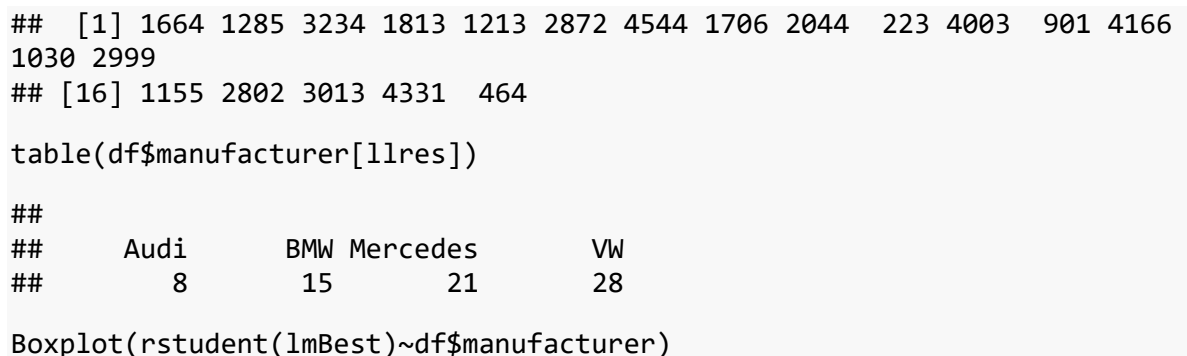 ##  [1] 1664 1285 3234 1813 1213 2872 4544 1706 2044  223 4003  901 4166
1030 2999
## [16] 1155 2802 3013 4331  464
table(df$manufacturer[llres])
##
##     Audi      BMW Mercedes       VW
##        8       15       21       28
Boxplot(rstudent(lmBest)~df$manufacturer)